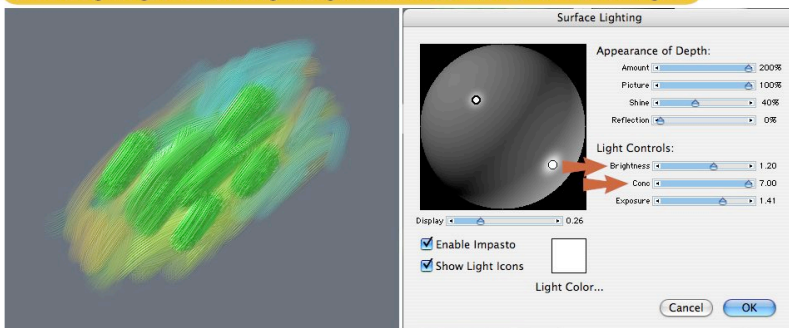 Surface Lighting
Appearance of Depth:
Amount 200%
Picture 100%
Shine 40%
Reflection 0%
Light Controls:
Brightness 1.20
Conc 7.00
Exposure 1.41
Display 0.26
Enable Impasto
Show Light Icons
Light Color...
Cancel OK